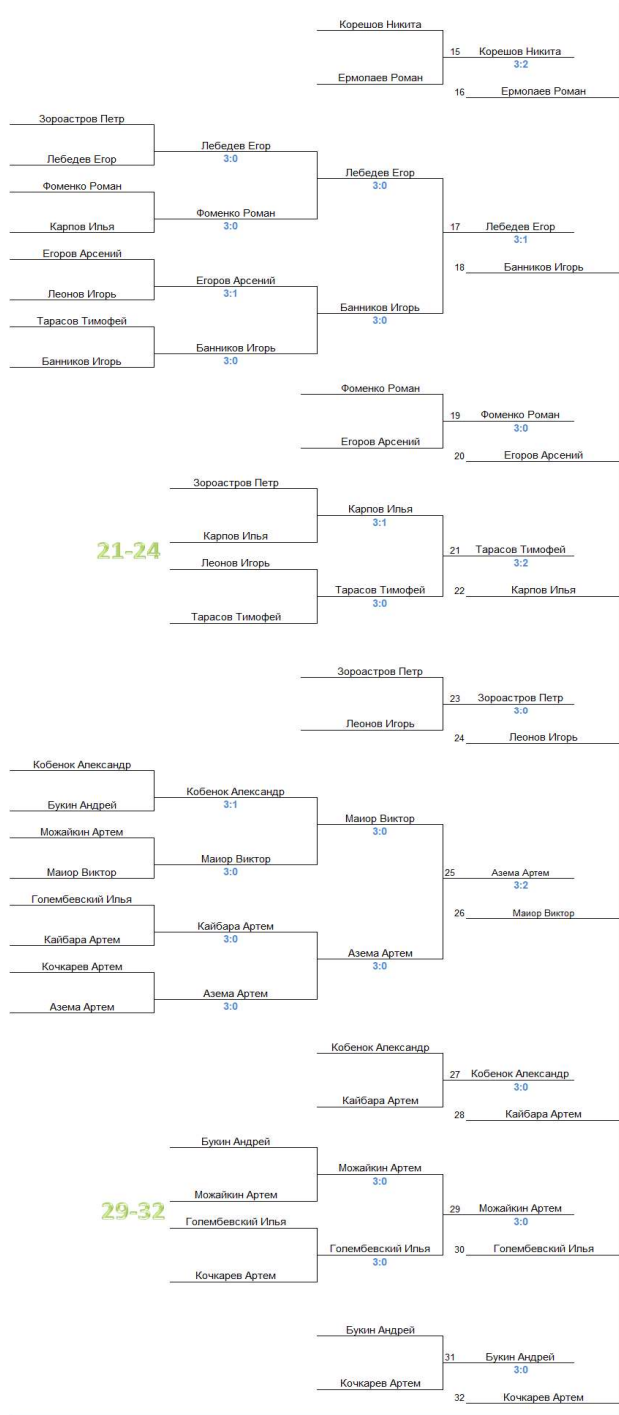 Корешов Никита
15 Корешов Никита
3:2
Ермолаев Роман
16 Ермолаев Роман
Зороастров Петр
Лебедев Егор
3:0
Лебедев Егор
Лебедев Егор
3:0
Фоменко Роман
Фоменко Роман
3:0
Карпов Илья
17 Лебедев Егор
3:1
Егоров Арсений
18 Банников Игорь
Егоров Арсений
3:1
Леонов Игорь
Банников Игорь
3:0
Тарасов Тимофей
Банников Игорь
3:0
Банников Игорь
Фоменко Роман
19 Фоменко Роман
3:0
Егоров Арсений
20 Егоров Арсений
Зороастров Петр
Карпов Илья
3:1
Карпов Илья
21-24
21 Тарасов Тимофей
3:2
Леонов Игорь
Тарасов Тимофей
3:0
22 Карпов Илья
Тарасов Тимофей
Зороастров Петр
23 Зороастров Петр
3:0
Леонов Игорь
24 Леонов Игорь
Кобенок Александр
Кобенок Александр
3:1
Букин Андрей
Маиор Виктор
3:0
Можайкин Артем
Маиор Виктор
3:0
Маиор Виктор
25 Азема Артем
3:2
Голембевский Илья
26 Маиор Виктор
Кайбара Артем
3:0
Кайбара Артем
Азема Артем
3:0
Кочкарев Артем
Азема Артем
3:0
Азема Артем
Кобенок Александр
27 Кобенок Александр
3:0
Кайбара Артем
28 Кайбара Артем
Букин Андрей
Можайкин Артем
3:0
Можайкин Артем
29-32
29 Можайкин Артем
3:0
Голембевский Илья
Голембевский Илья
3:0
30 Голембевский Илья
Кочкарев Артем
Букин Андрей
31 Букин Андрей
3:0
Кочкарев Артем
32 Кочкарев Артем